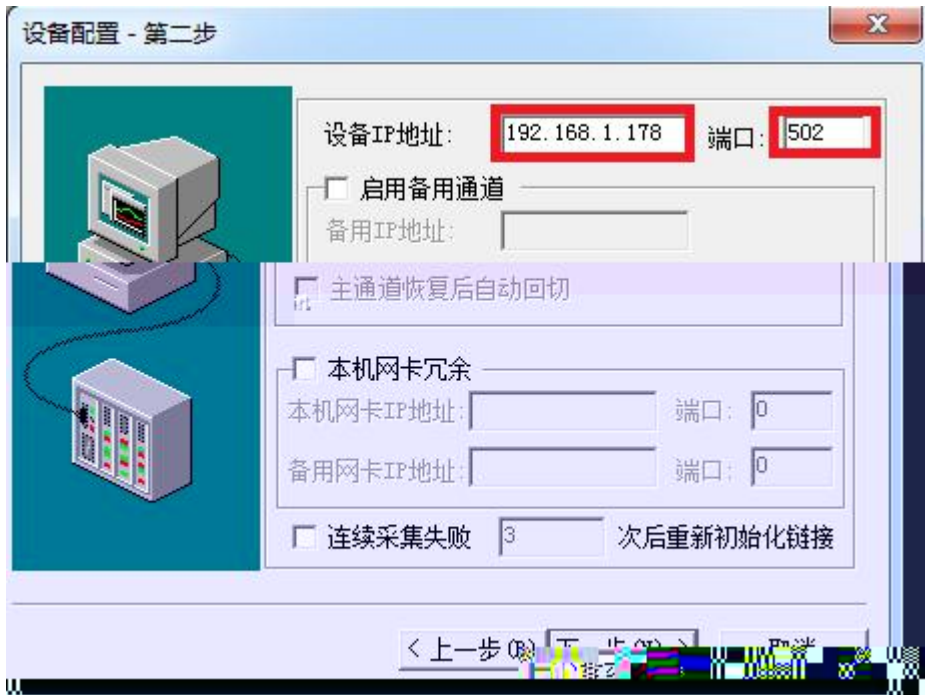 设备配置 - 第二步
设备IP地址: 192.168.1.178 端口: 502
启用备用通道
备用IP地址:
主通道恢复后自动回切
本机网卡冗余
本机网卡IP地址: 端口: 0
备用网卡IP地址: 端口: 0
连续采集失败 3 次后重新初始化链接
< 上一步(B)